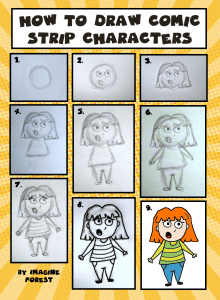 HOW TO DRAW COMIC
STRIP CHARACTERS
1.
2.
3.
4.
5.
6.
7.
8.
9.
BY IMAGINE
FOREST